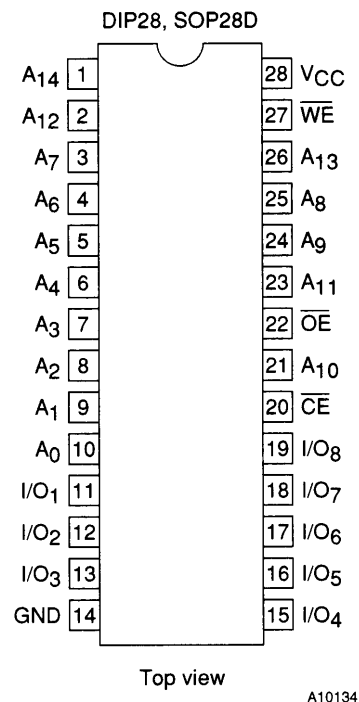 DIP28, SOP28D
A14 1 28 VCC
A12 2 27 W̅E̅
A7 3 26 A13
A6 4 25 A8
A5 5 24 A9
A4 6 23 A11
A3 7 22 O̅E̅
A2 8 21 A10
A1 9 20 C̅E̅
A0 10 19 I/O8
I/O1 11 18 I/O7
I/O2 12 17 I/O6
I/O3 13 16 I/O5
GND 14 15 I/O4
Top view
A10134